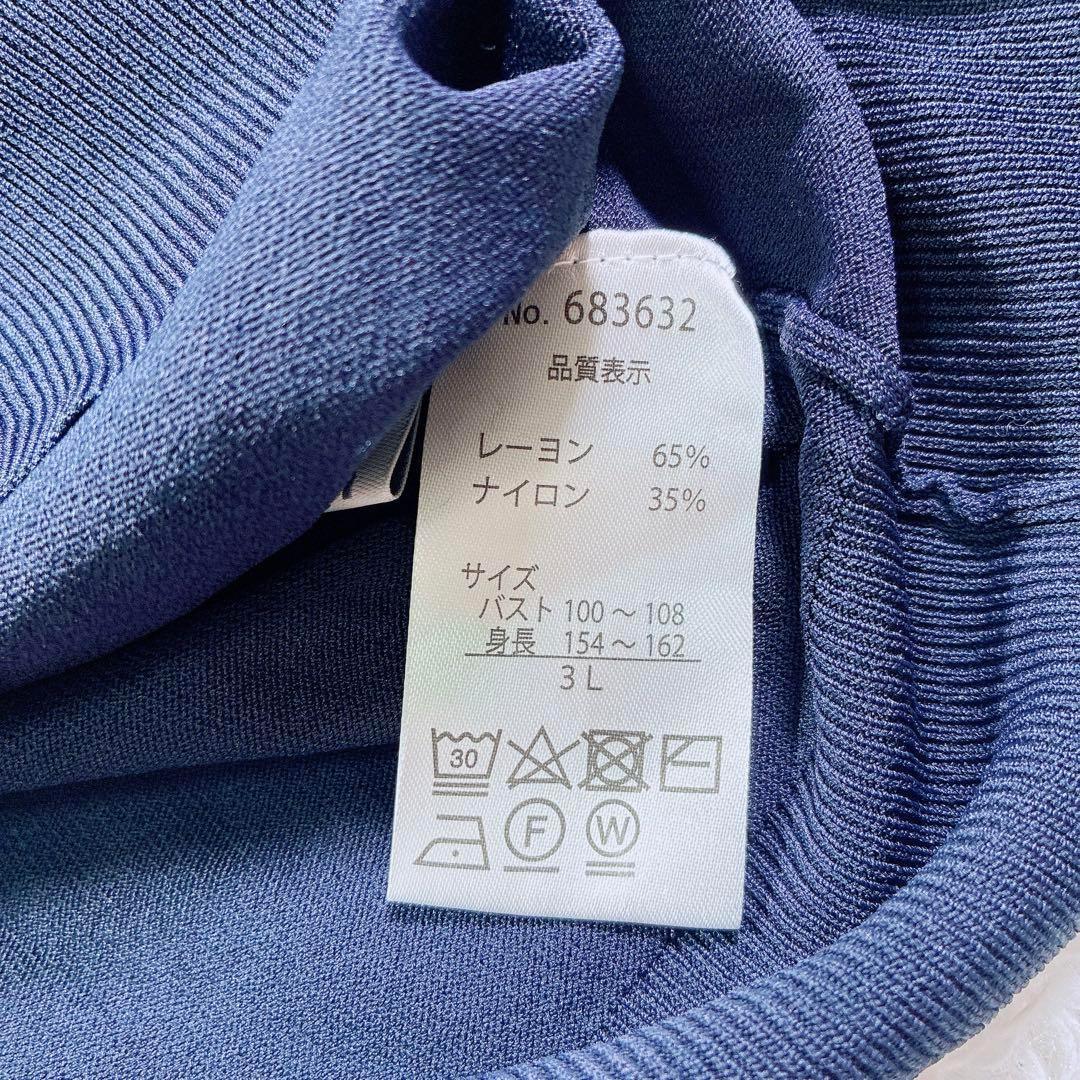 No. 683632
品質表示
レーヨン 65%
ナイロン 35%
サイズ
バスト 100～108
身長 154～162
3L
30
F W